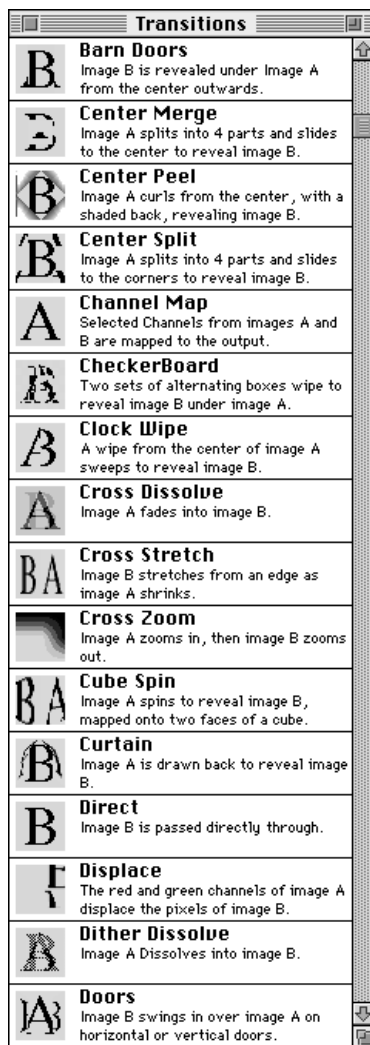 Transitions
Barn Doors
Image B is revealed under Image A
from the center outwards.
Center Merge
Image A splits into 4 parts and slides
to the center to reveal image B.
Center Peel
Image A curls from the center, with a
shaded back, revealing image B.
Center Split
Image A splits into 4 parts and slides
to the corners to reveal image B.
Channel Map
Selected Channels from images A and
B are mapped to the output.
CheckerBoard
Two sets of alternating boxes wipe to
reveal image B under image A.
Clock Wipe
A wipe from the center of image A
sweeps to reveal image B.
Cross Dissolve
Image A fades into image B.
Cross Stretch
Image B stretches from an edge as
image A shrinks.
Cross Zoom
Image A zooms in, then image B zooms
out.
Cube Spin
Image A spins to reveal image B,
mapped onto two faces of a cube.
Curtain
Image A is drawn back to reveal image
B.
Direct
Image B is passed directly through.
Displace
The red and green channels of image A
displace the pixels of image B.
Dither Dissolve
Image A Dissolves into image B.
Doors
Image B swings in over image A on
horizontal or vertical doors.